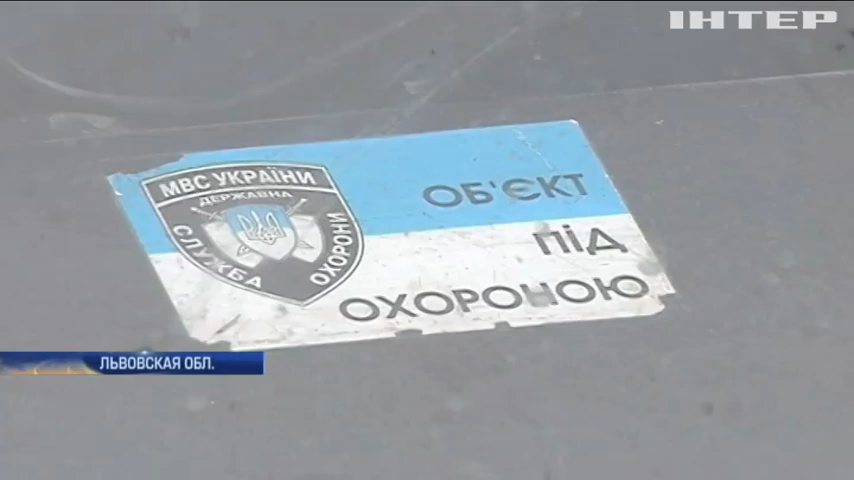 ІНТЕР
МВС УКРАЇНИ
ДЕРЖАВНА
СЛУЖБА
ОХОРОНИ
ОБ'ЄКТ
ПІД
ОХОРОНОЮ
ЛЬВОВСКАЯ ОБЛ.